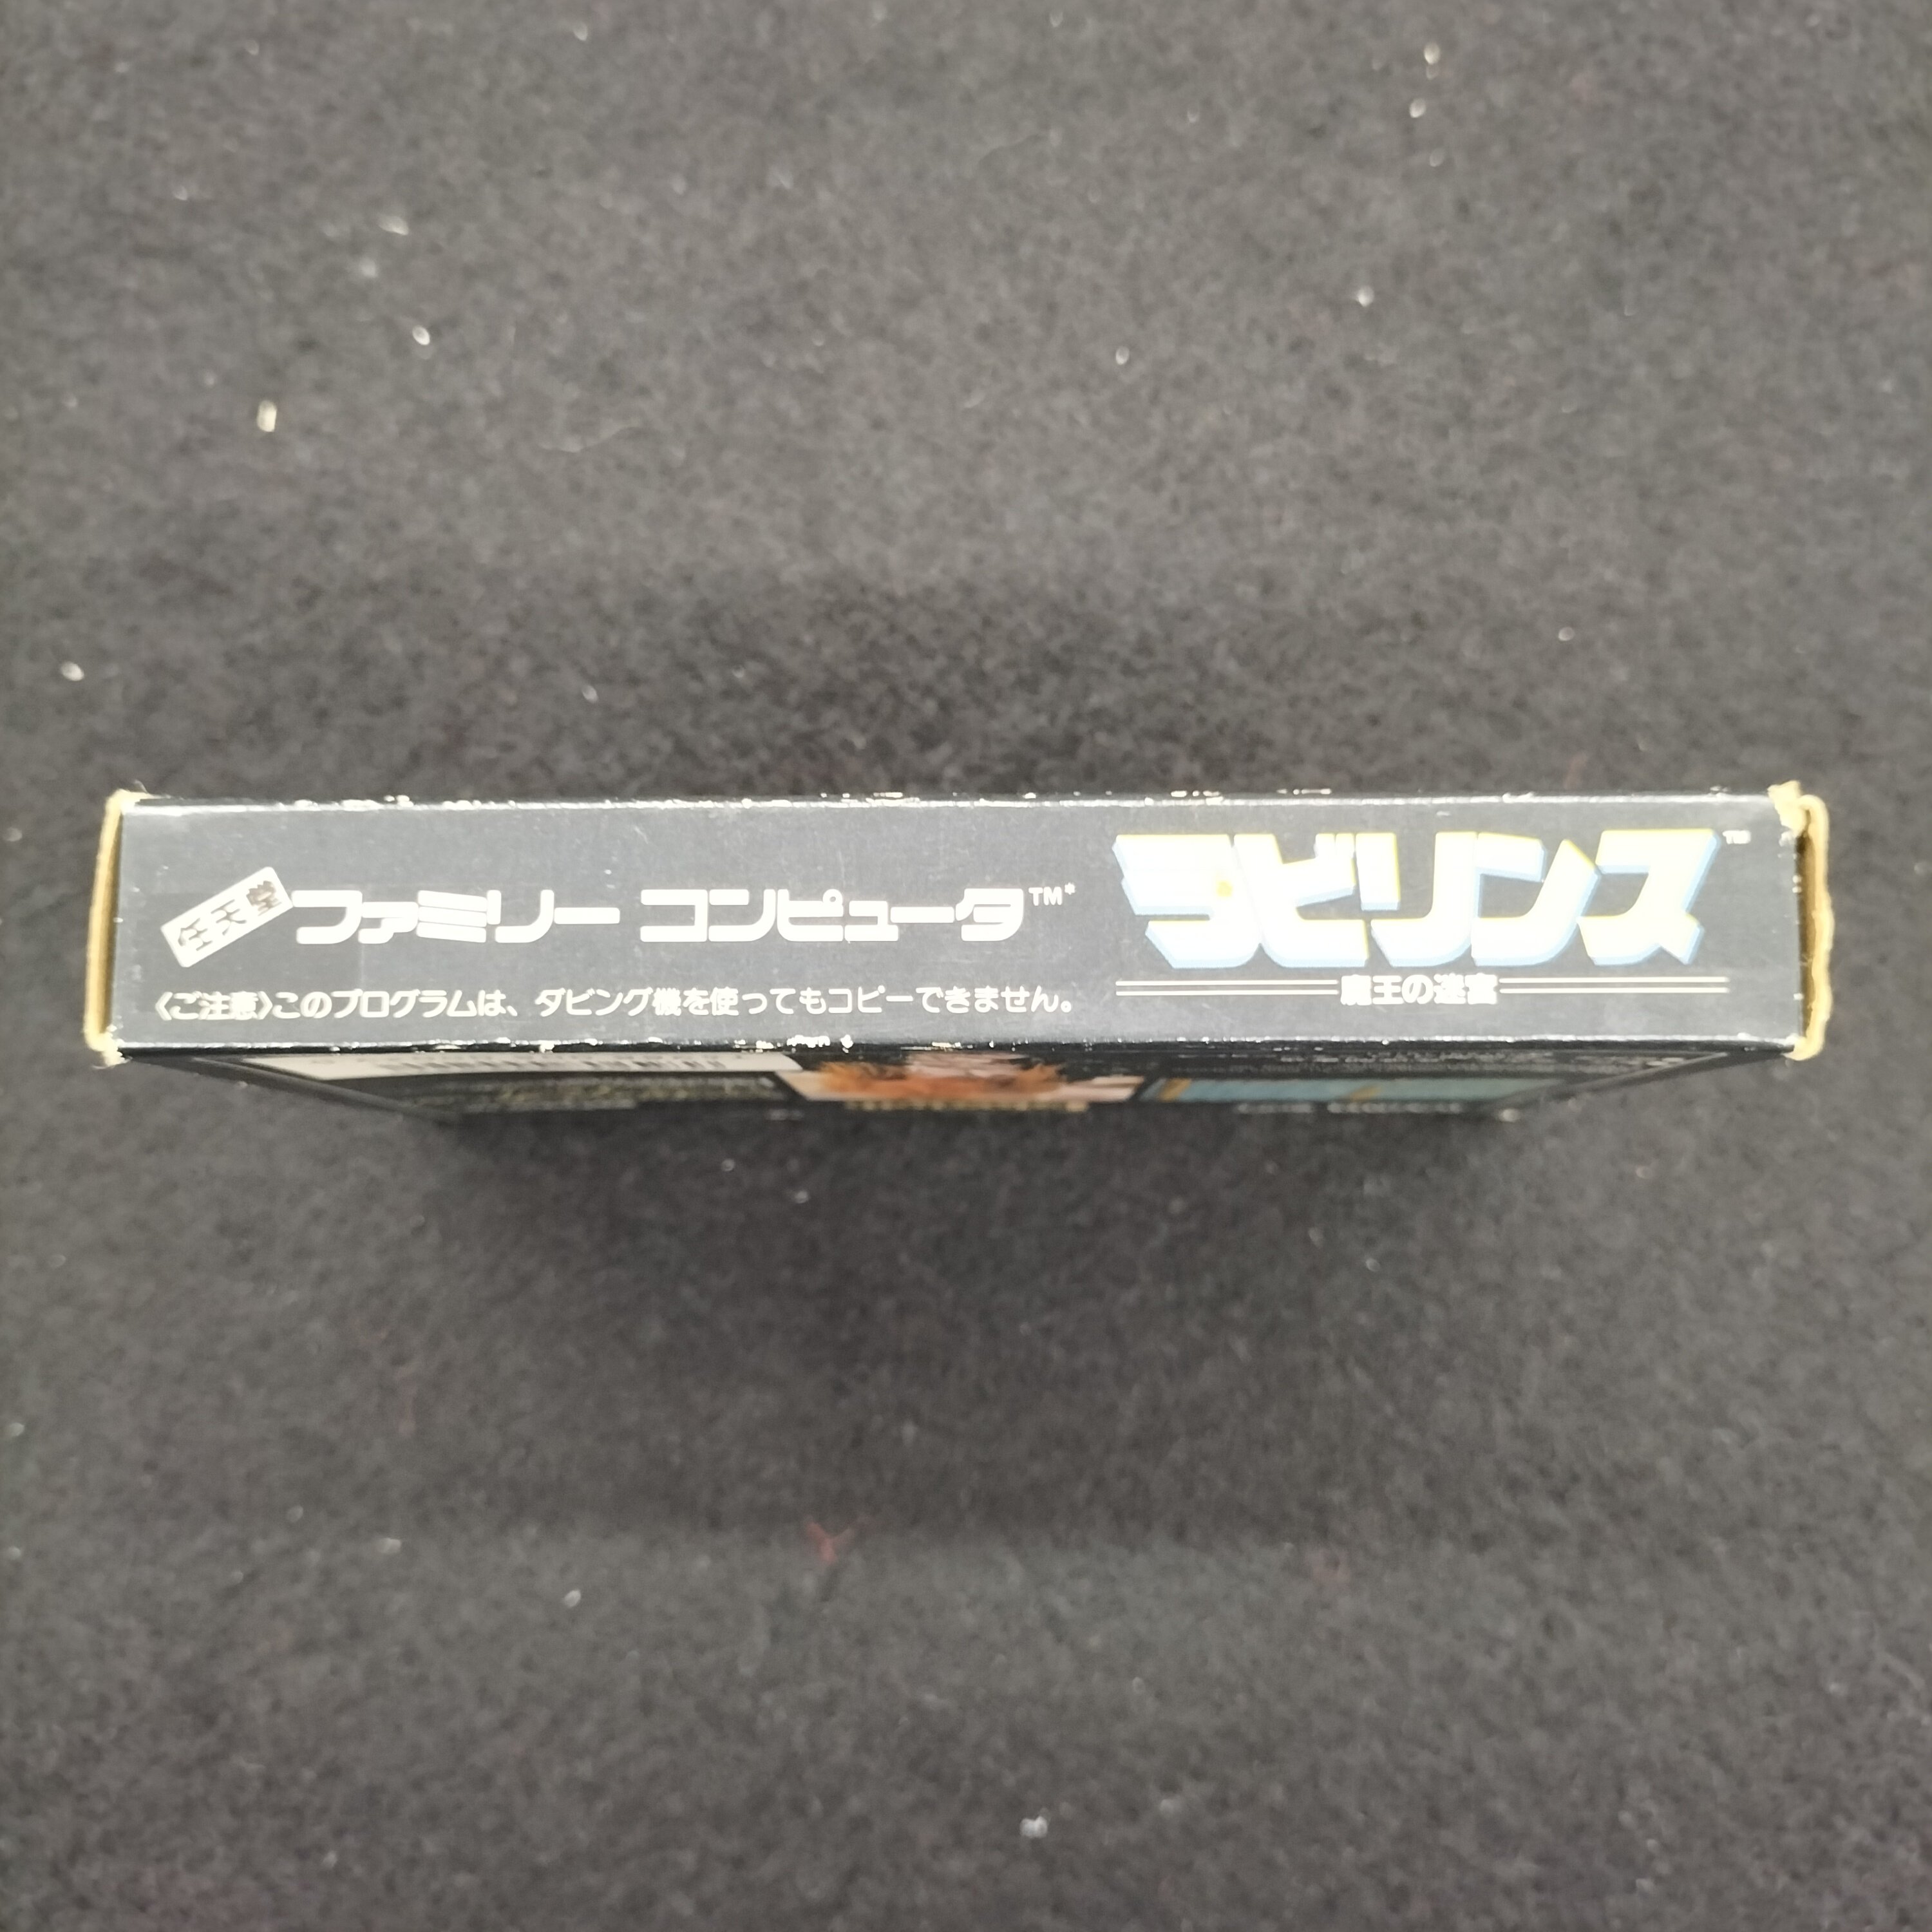 任天堂 ファミリー コンピュータ™*
〈ご注意〉このプログラムは、ダビング機を使ってもコピーできません。
ラビリンス™
魔王の迷宮